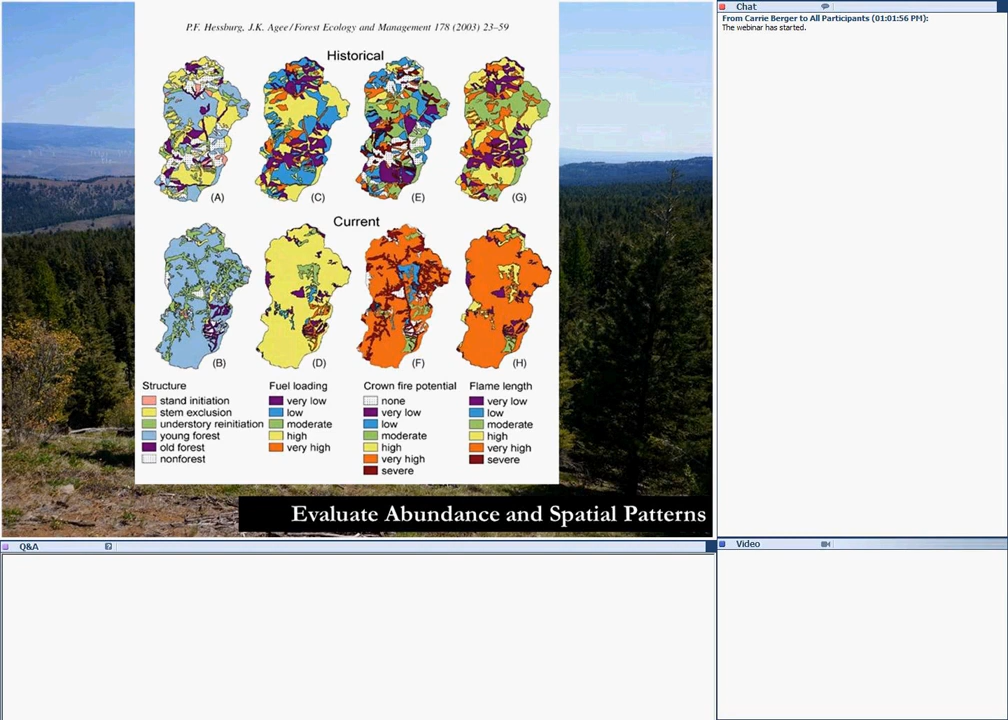 P.F. Hessburg, J.K. Agee / Forest Ecology and Management 178 (2003) 23–59
Historical
(A) (C) (E) (G)
Current
(B) (D) (F) (H)
Structure
stand initiation
stem exclusion
understory reinitiation
young forest
old forest
nonforest
Fuel loading
very low
low
moderate
high
very high
Crown fire potential
none
very low
low
moderate
high
very high
severe
Flame length
very low
low
moderate
high
very high
severe
Evaluate Abundance and Spatial Patterns
Chat
From Carrie Berger to All Participants (01:01:56 PM):
The webinar has started.
Q&A
?
Video